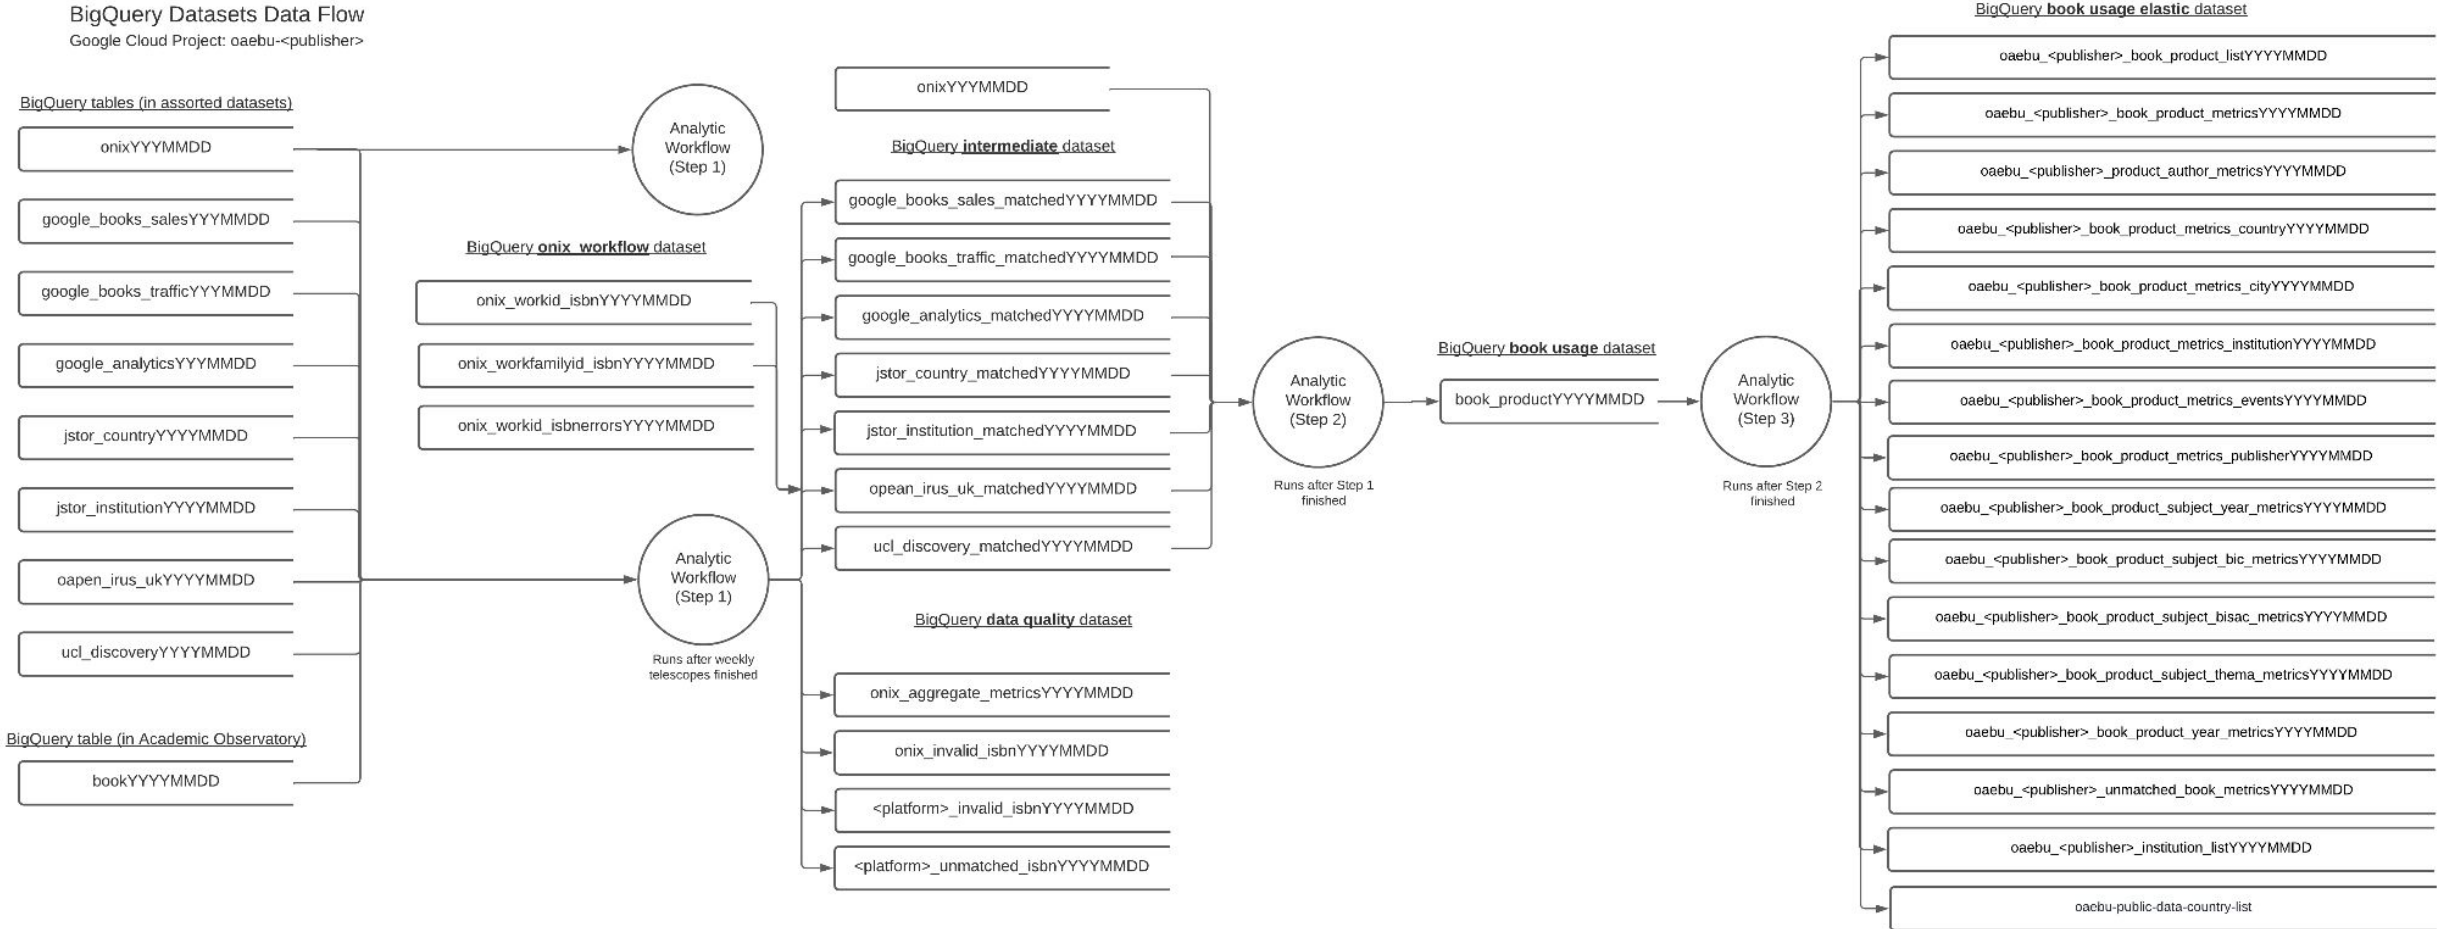 BigQuery Datasets Data Flow
Google Cloud Project: oaebu-<publisher>
BigQuery tables (in assorted datasets)
onixYYYMMDD
google_books_salesYYYMMDD
google_books_trafficYYYMMDD
google_analyticsYYYMMDD
jstor_countryYYYYMMDD
jstor_institutionYYYYMMDD
oapen_irus_ukYYYYMMDD
ucl_discoveryYYYYMMDD
BigQuery table (in Academic Observatory)
bookYYYYMMDD
Analytic
Workflow
(Step 1)
BigQuery onix_workflow dataset
onix_workid_isbnYYYYMMDD
onix_workfamilyid_isbnYYYYMMDD
onix_workid_isbnerrorsYYYYMMDD
Analytic
Workflow
(Step 1)
Runs after weekly
telescopes finished
onixYYYMMDD
BigQuery intermediate dataset
google_books_sales_matchedYYYYMMDD
google_books_traffic_matchedYYYYMMDD
google_analytics_matchedYYYYMMDD
jstor_country_matchedYYYYMMDD
jstor_institution_matchedYYYYMMDD
opean_irus_uk_matchedYYYYMMDD
ucl_discovery_matchedYYYYMMDD
BigQuery data quality dataset
onix_aggregate_metricsYYYYMMDD
onix_invalid_isbnYYYYMMDD
<platform>_invalid_isbnYYYYMMDD
<platform>_unmatched_isbnYYYYMMDD
Analytic
Workflow
(Step 2)
Runs after Step 1
finished
BigQuery book usage dataset
book_productYYYYMMDD
Analytic
Workflow
(Step 3)
Runs after Step 2
finished
BigQuery book usage elastic dataset
oaebu_<publisher>_book_product_listYYYYMMDD
oaebu_<publisher>_book_product_metricsYYYYMMDD
oaebu_<publisher>_product_author_metricsYYYYMMDD
oaebu_<publisher>_book_product_metrics_countryYYYYMMDD
oaebu_<publisher>_book_product_metrics_cityYYYYMMDD
oaebu_<publisher>_book_product_metrics_institutionYYYYMMDD
oaebu_<publisher>_book_product_metrics_eventsYYYYMMDD
oaebu_<publisher>_book_product_metrics_publisherYYYYMMDD
oaebu_<publisher>_book_product_subject_year_metricsYYYYMMDD
oaebu_<publisher>_book_product_subject_bic_metricsYYYYMMDD
oaebu_<publisher>_book_product_subject_bisac_metricsYYYYMMDD
oaebu_<publisher>_book_product_subject_thema_metricsYYYYMMDD
oaebu_<publisher>_book_product_year_metricsYYYYMMDD
oaebu_<publisher>_unmatched_book_metricsYYYYMMDD
oaebu_<publisher>_institution_listYYYYMMDD
oaebu-public-data-country-list